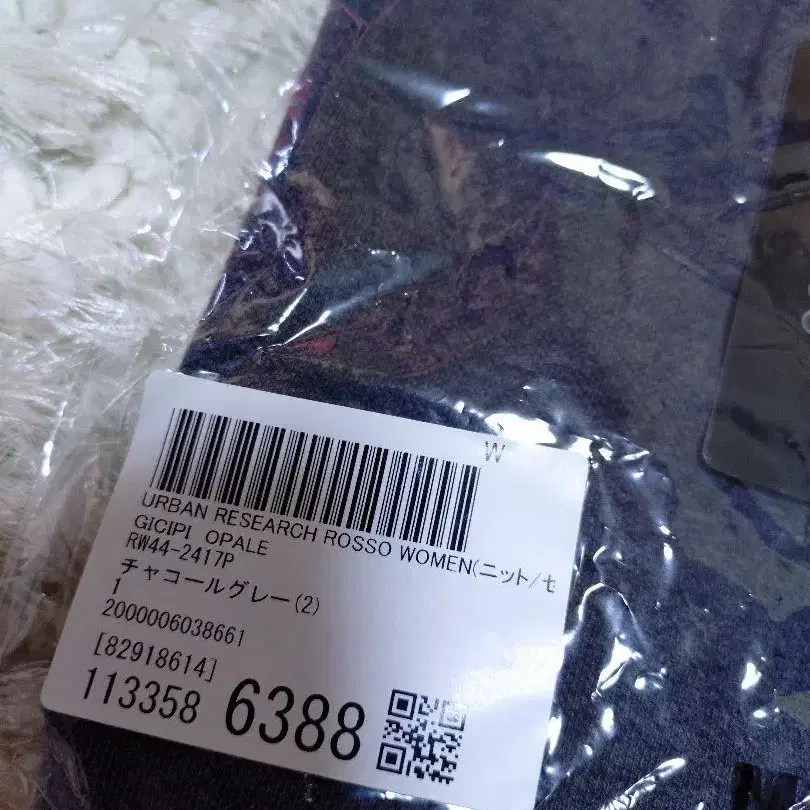 W
URBAN RESEARCH ROSSO WOMEN(ニット/セ
GICIPI OPALE
RW44-2417P
チャコールグレー(2)
1
2000006038661
[82918614]
113358 6388